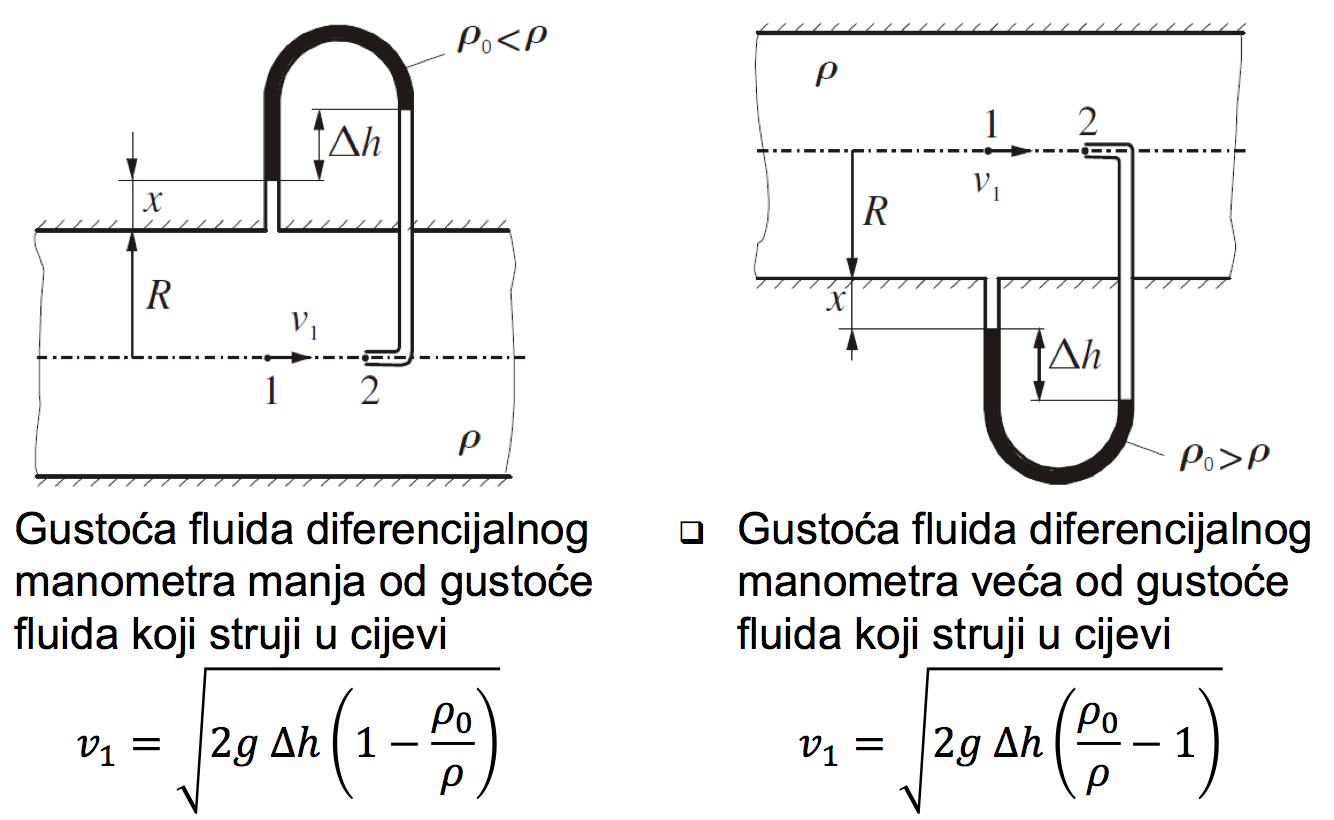 ρ₀<ρ
Δh
x
R
v₁
1
2
ρ
Gustoća fluida diferencijalnog
manometra manja od gustoće
fluida koji struji u cijevi
v₁ = √(2g Δh (1 − ρ₀/ρ))
ρ
1
2
v₁
R
x
Δh
ρ₀>ρ
❑ Gustoća fluida diferencijalnog
manometra veća od gustoće
fluida koji struji u cijevi
v₁ = √(2g Δh (ρ₀/ρ − 1))